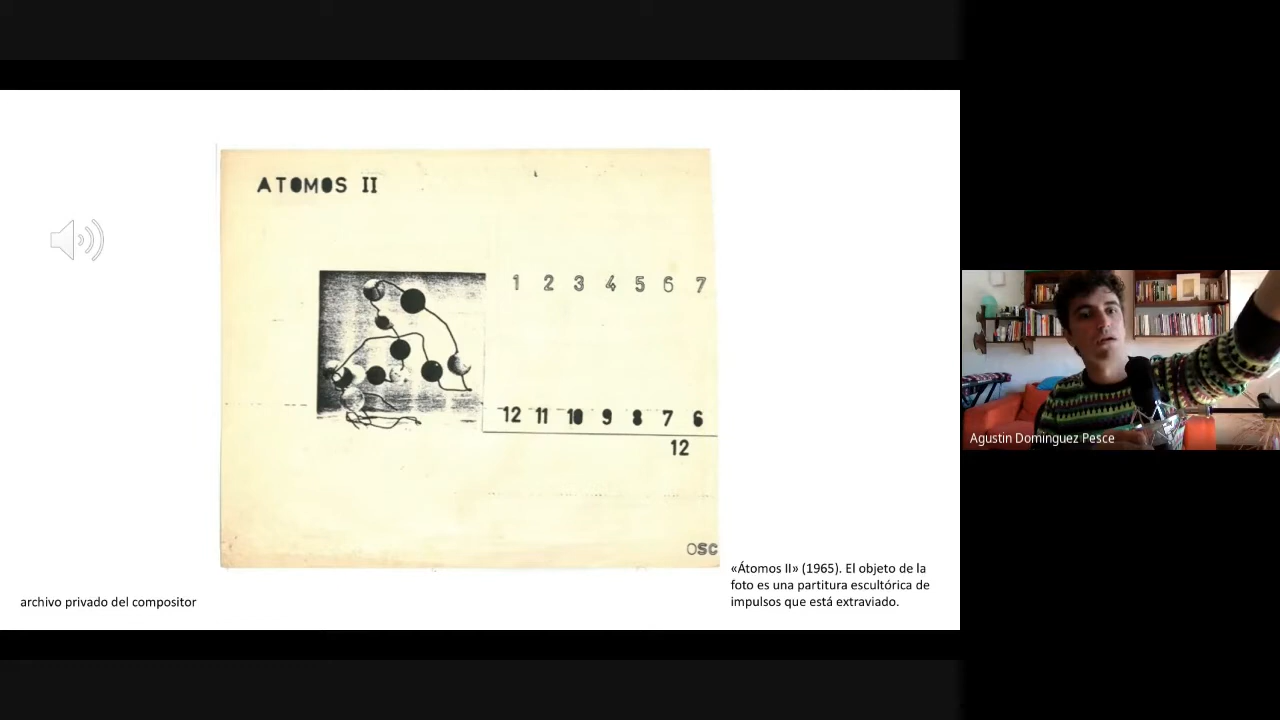 ATOMOS II
1 2 3 4 5 6 7
12 11 10 9 8 7 6
12
OSC
«Átomos II» (1965). El objeto de la
foto es una partitura escultórica de
impulsos que está extraviado.
archivo privado del compositor
Agustin Dominguez Pesce